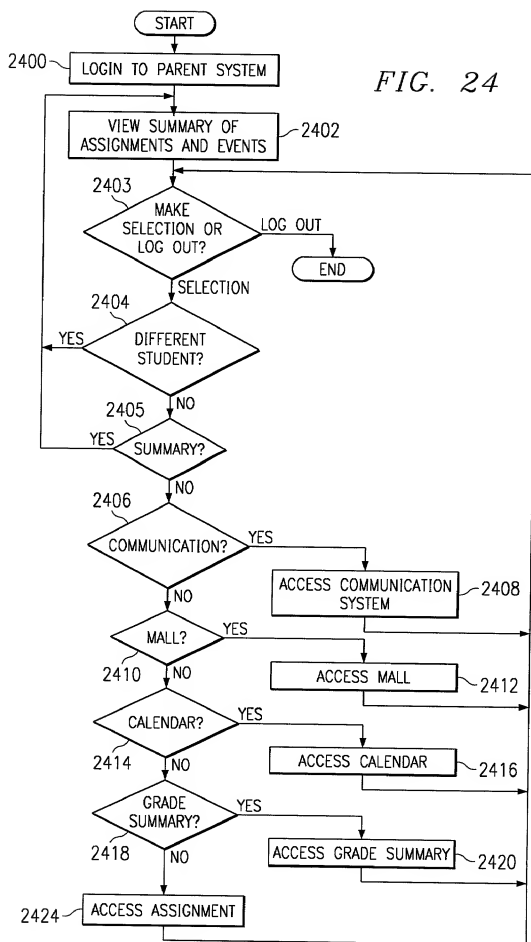 START
2400
LOGIN TO PARENT SYSTEM
FIG. 24
VIEW SUMMARY OF
ASSIGNMENTS AND EVENTS
2402
2403
MAKE
SELECTION OR
LOG OUT?
LOG OUT
END
SELECTION
2404
YES
DIFFERENT
STUDENT?
NO
2405
YES
SUMMARY?
NO
2406
COMMUNICATION?
YES
ACCESS COMMUNICATION
SYSTEM
2408
NO
MALL?
YES
2410
NO
ACCESS MALL
2412
CALENDAR?
YES
2414
NO
ACCESS CALENDAR
2416
GRADE
SUMMARY?
YES
2418
NO
ACCESS GRADE SUMMARY
2420
2424
ACCESS ASSIGNMENT